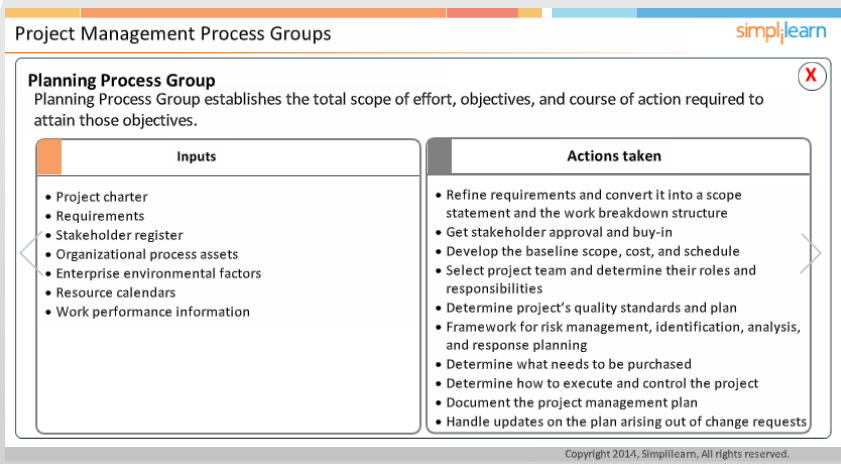 Project Management Process Groups
simplilearn
Planning Process Group
X
Planning Process Group establishes the total scope of effort, objectives, and course of action required to
attain those objectives.
Inputs
• Project charter
• Requirements
• Stakeholder register
• Organizational process assets
• Enterprise environmental factors
• Resource calendars
• Work performance information
Actions taken
• Refine requirements and convert it into a scope
statement and the work breakdown structure
• Get stakeholder approval and buy-in
• Develop the baseline scope, cost, and schedule
• Select project team and determine their roles and
responsibilities
• Determine project's quality standards and plan
• Framework for risk management, identification, analysis,
and response planning
• Determine what needs to be purchased
• Determine how to execute and control the project
• Document the project management plan
• Handle updates on the plan arising out of change requests
Copyright 2014, Simplilearn, All rights reserved.